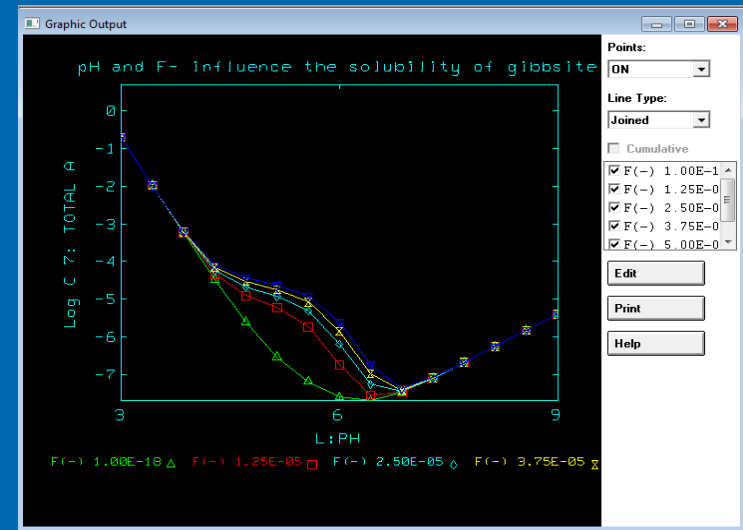 Graphic Output
pH and F- influence the solubility of gibbsite
Log C 7: TOTAL A
0
-1
-2
-3
-4
-5
-6
-7
3
6
9
L:PH
F(-) 1.00E-18
F(-) 1.25E-05
F(-) 2.50E-05
F(-) 3.75E-05
Points:
ON
Line Type:
Joined
Cumulative
F(-) 1.00E-1
F(-) 1.25E-0
F(-) 2.50E-0
F(-) 3.75E-0
F(-) 5.00E-0
Edit
Print
Help